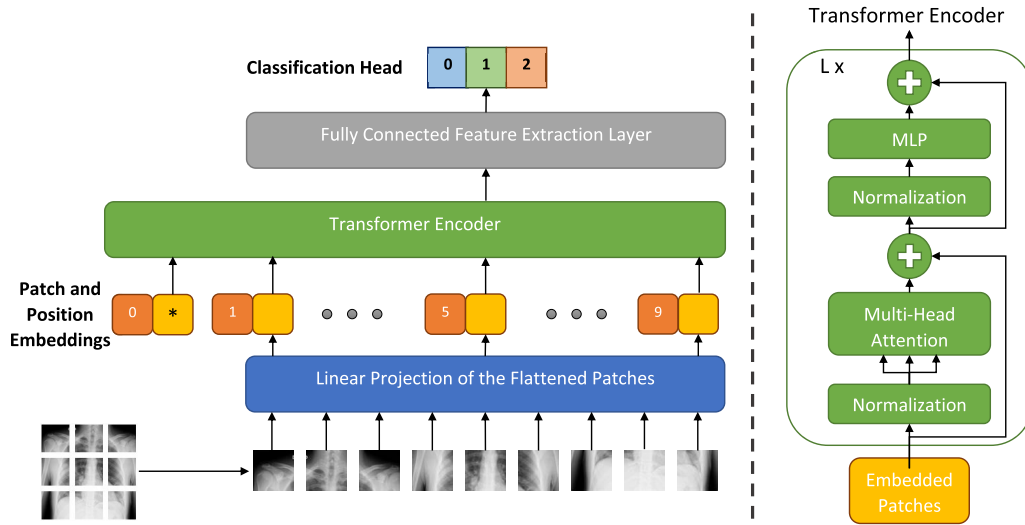 Classification Head
0 1 2
Fully Connected Feature Extraction Layer
Transformer Encoder
Patch and
Position
Embeddings
0 * 1 5 9
Linear Projection of the Flattened Patches
Transformer Encoder
L x
MLP
Normalization
Multi-Head
Attention
Normalization
Embedded
Patches